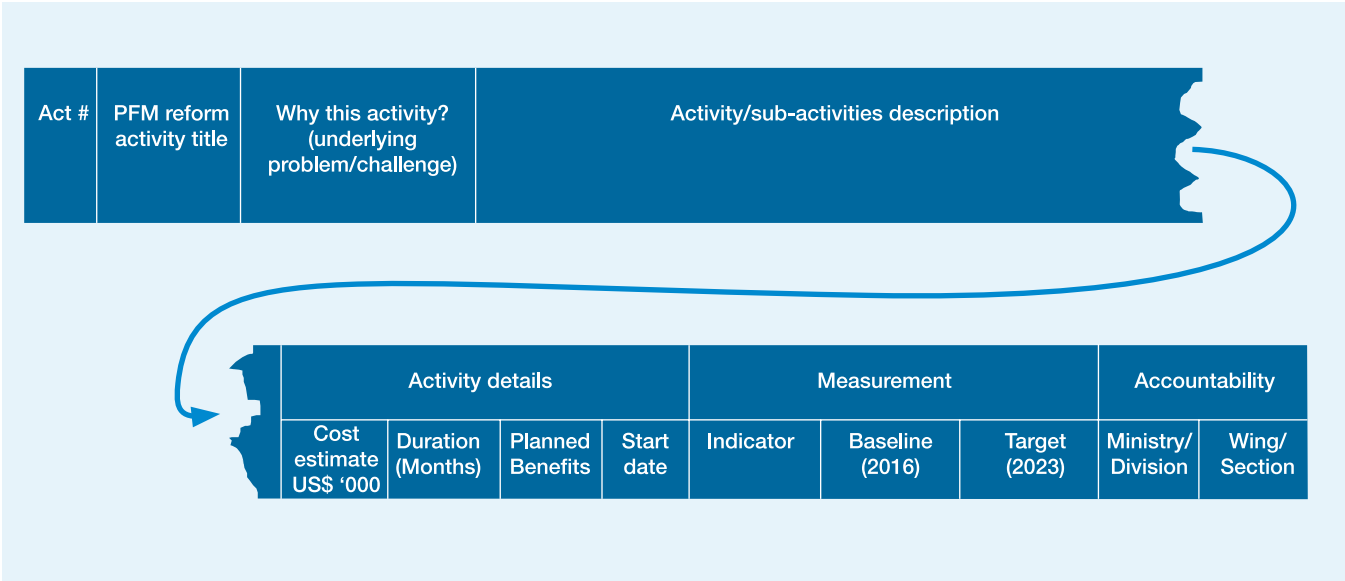 Act #
PFM reform
activity title
Why this activity?
(underlying
problem/challenge)
Activity/sub-activities description
Activity details
Measurement
Accountability
Cost
estimate
US$ ‘000
Duration
(Months)
Planned
Benefits
Start
date
Indicator
Baseline
(2016)
Target
(2023)
Ministry/
Division
Wing/
Section